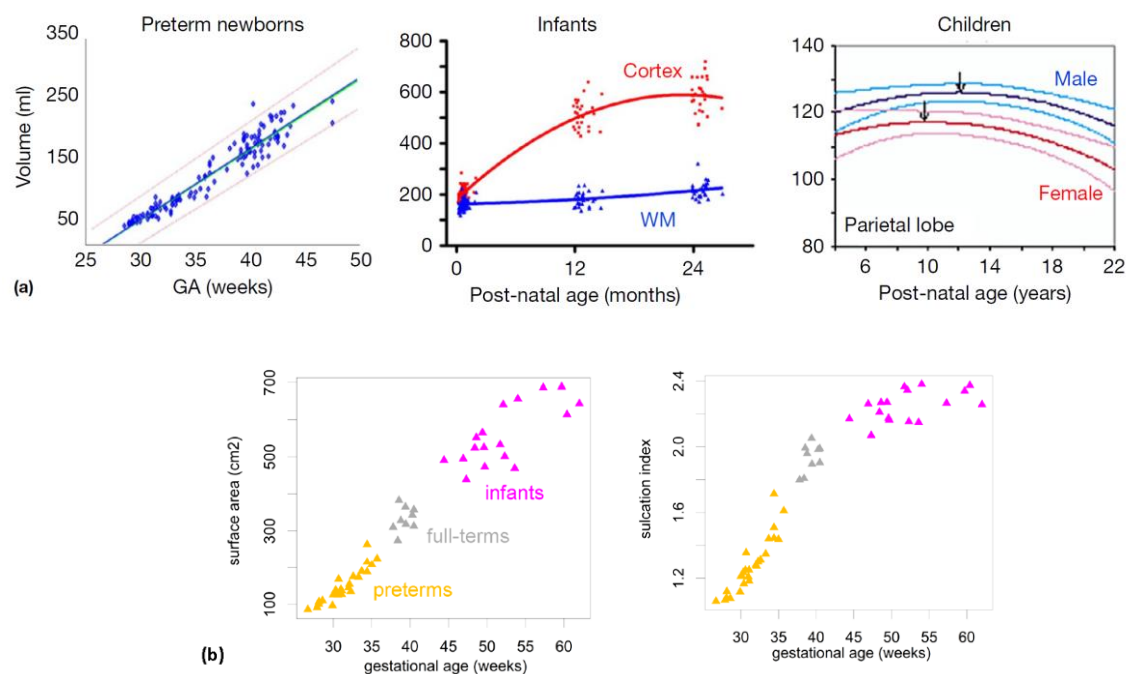 Preterm newborns
Infants
Children
Volume (ml)
350
250
150
50
25 30 35 40 45 50
GA (weeks)
800
600
400
200
0
Cortex
WM
0 12 24
Post-natal age (months)
140
120
100
80
Male
Female
Parietal lobe
6 10 14 18 22
Post-natal age (years)
(a)
surface area (cm2)
700
500
300
100
infants
full-terms
preterms
30 35 40 45 50 55 60
gestational age (weeks)
sulcation index
2.4
2.0
1.6
1.2
30 35 40 45 50 55 60
gestational age (weeks)
(b)